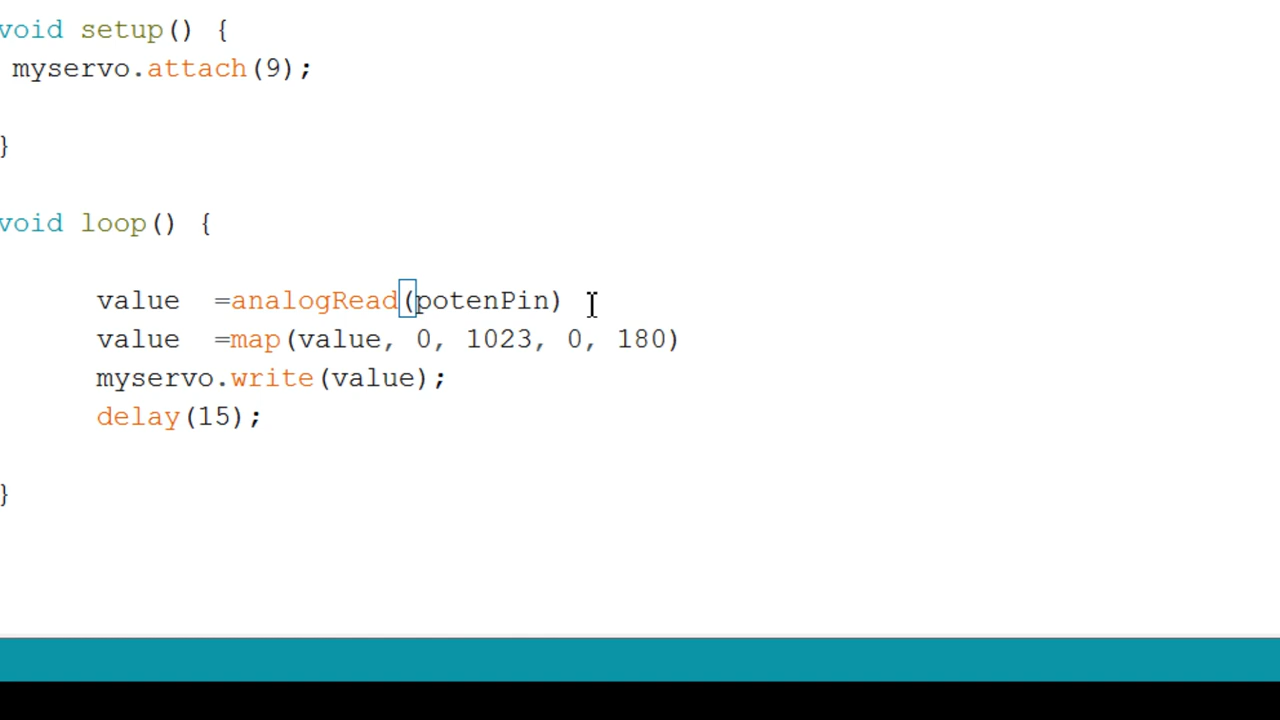 void setup() {
myservo.attach(9);
}
void loop() {
value =analogRead(potenPin)
value =map(value, 0, 1023, 0, 180)
myservo.write(value);
delay(15);
}